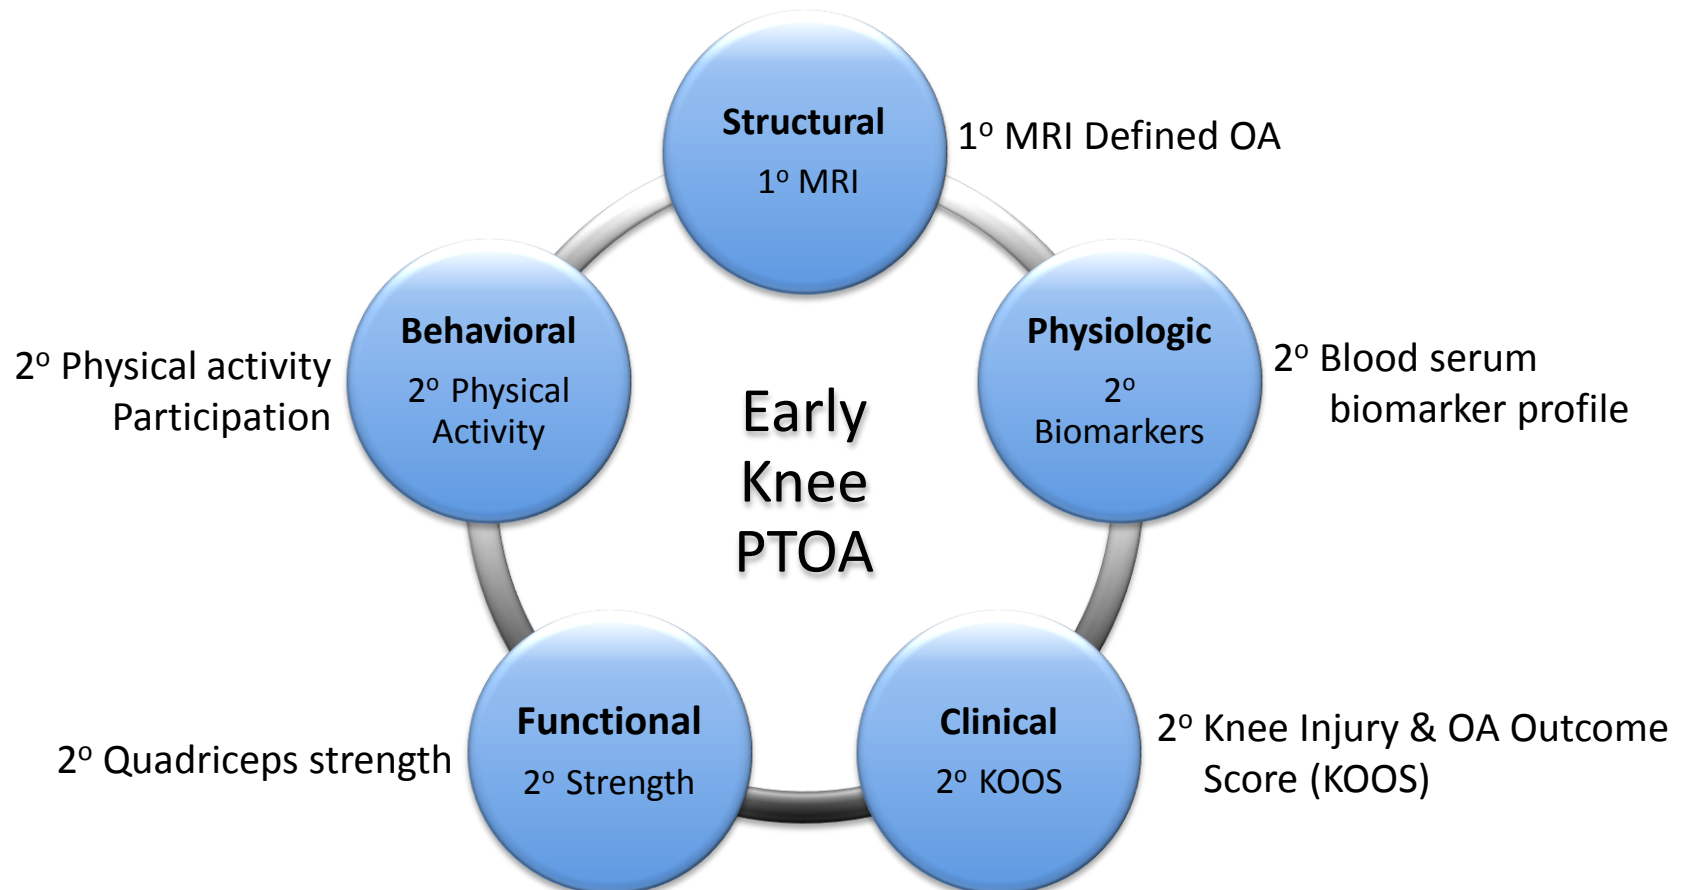 Structural
1º MRI
1º MRI Defined OA
Physiologic
2º
Biomarkers
2º Blood serum
biomarker profile
Clinical
2º KOOS
2º Knee Injury & OA Outcome
Score (KOOS)
Functional
2º Strength
2º Quadriceps strength
Behavioral
2º Physical
Activity
2º Physical activity
Participation
Early
Knee
PTOA